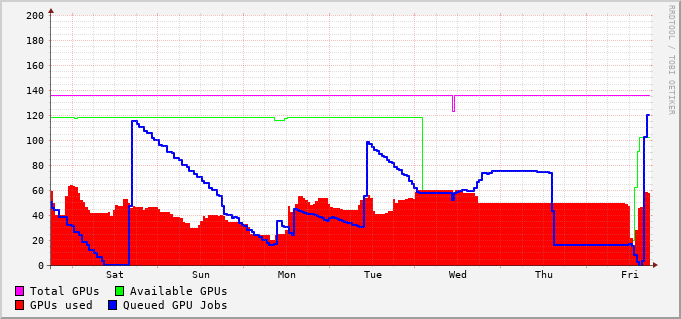 200
180
160
140
120
100
80
60
40
20
0
Sat Sun Mon Tue Wed Thu Fri
Total GPUs Available GPUs
GPUs used Queued GPU Jobs
RRDTOOL / TOBI OETIKER